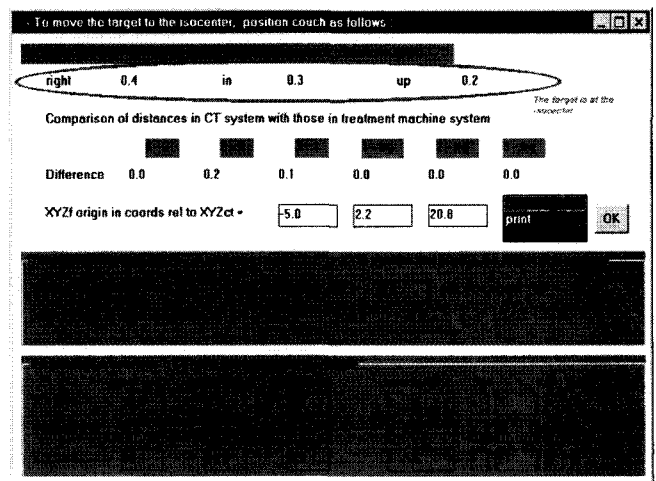 - To move the target to the isocenter, position couch as follows :
right 0.4 in 0.3 up 0.2
The target is at the isocenter
Comparison of distances in CT system with those in treatment machine system
Difference 0.0 0.2 0.1 0.0 0.0 0.0
XYZf origin in coords rel to XYZct = -5.0 2.2 20.8 print OK